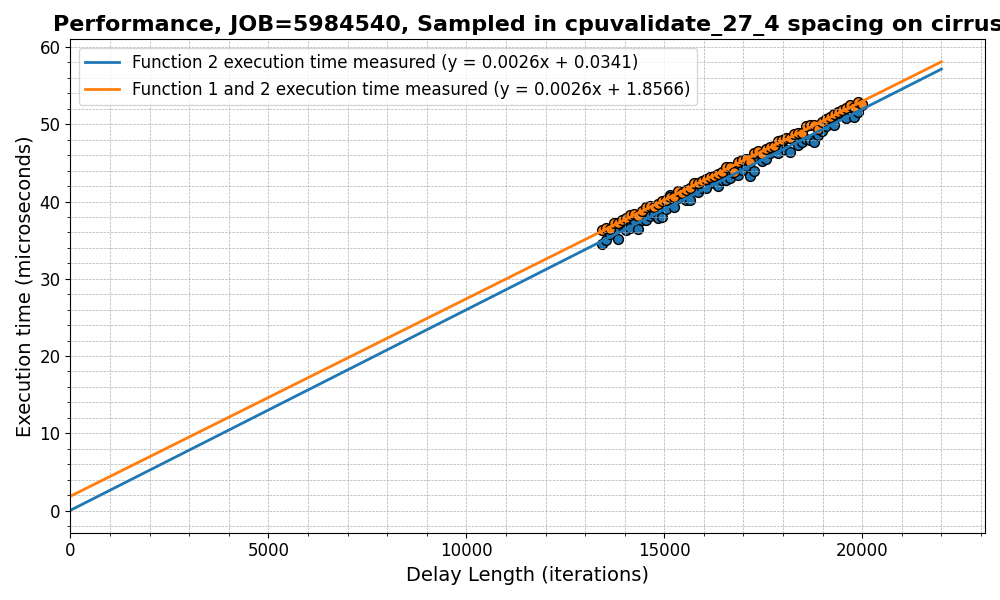 Performance, JOB=5984540, Sampled in cpuvalidate_27_4 spacing on cirrus
Function 2 execution time measured (y = 0.0026x + 0.0341)
Function 1 and 2 execution time measured (y = 0.0026x + 1.8566)
60
50
40
30
20
10
0
Execution time (microseconds)
0 5000 10000 15000 20000
Delay Length (iterations)